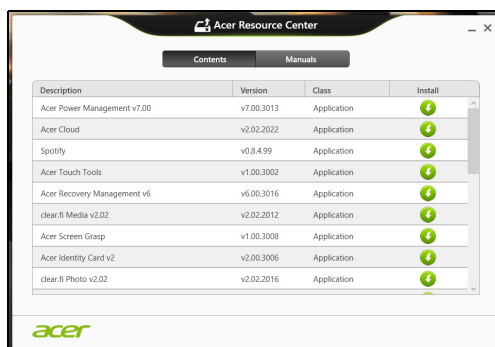 Acer Resource Center
Contents Manuals
Description Version Class Install
Acer Power Management v7.00 v7.00.3013 Application
Acer Cloud v2.02.2022 Application
Spotify v0.8.4.99 Application
Acer Touch Tools v1.00.3002 Application
Acer Recovery Management v6 v6.00.3016 Application
clear.fi Media v2.02 v2.02.2012 Application
Acer Screen Grasp v1.00.3008 Application
Acer Identity Card v2 v2.00.3006 Application
clear.fi Photo v2.02 v2.02.2016 Application
acer